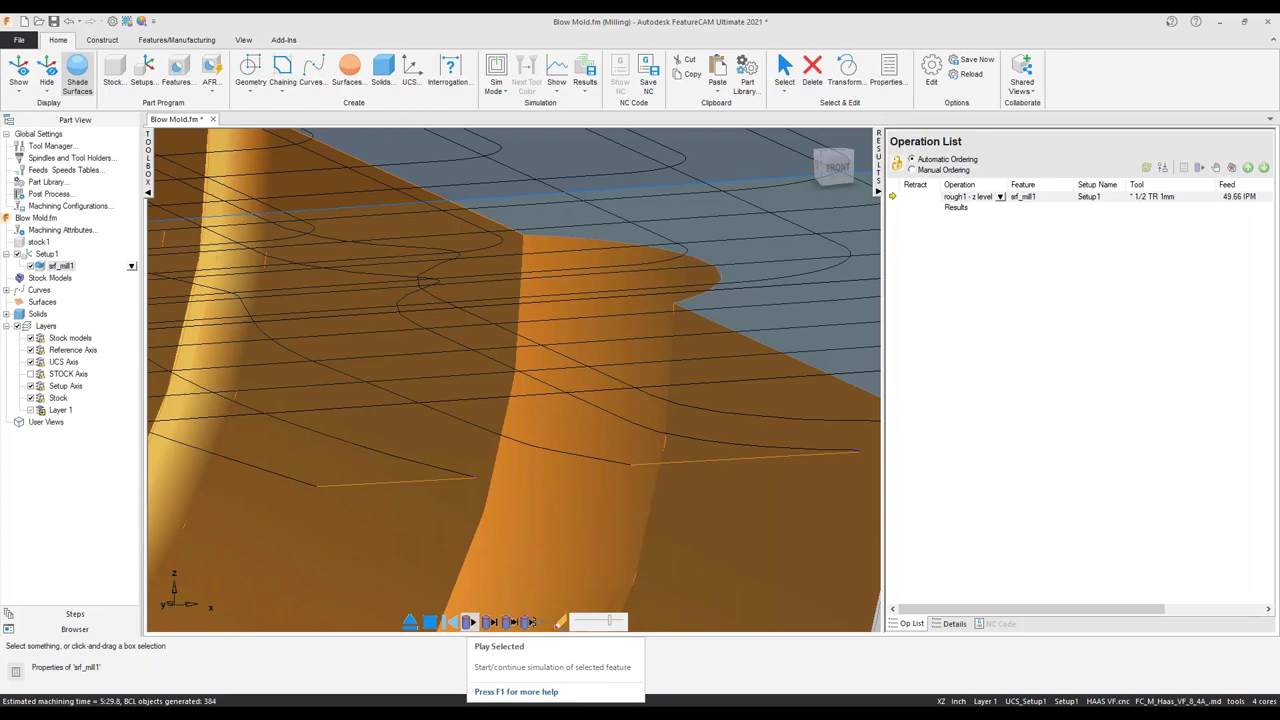 Blow Mold.fm (Milling) - Autodesk FeatureCAM Ultimate 2021 *
File Home Construct Features/Manufacturing View Add-Ins
Show Hide Shade Surfaces Stock... Setups... Features... AFR... Geometry Chaining Curves... Surfaces... Solids... UCS... Interrogation... Sim Mode Next Tool Color Show Results Show NC Save NC Cut Copy Paste Part Library... Select Delete Transform... Properties... Edit Save Now Reload Shared Views
Display Part Program Create Simulation NC Code Clipboard Select & Edit Options Collaborate
Part View
Blow Mold.fm *
Global Settings
Tool Manager...
Spindles and Tool Holders...
Feeds Speeds Tables...
Part Library...
Post Process...
Machining Configurations...
Blow Mold.fm
Machining Attributes...
stock1
Setup1
srf_mill1
Stock Models
Curves
Surfaces
Solids
Layers
Stock models
Reference Axis
UCS Axis
STOCK Axis
Setup Axis
Stock
Layer 1
User Views
Steps
Browser
TOOLBOX
FRONT
RESULTS
z
y x
Operation List
Automatic Ordering
Manual Ordering
Retract Operation Feature Setup Name Tool Feed
rough1 - z level srf_mill1 Setup1 * 1/2 TR 1mm 49.66 IPM
Results
Op List Details NC Code
Select something, or click-and-drag a box selection
Properties of 'srf_mill1'
Play Selected
Start/continue simulation of selected feature
Press F1 for more help
Estimated machining time = 5:29.8, BCL objects generated: 384
XZ Inch Layer 1 UCS_Setup1 Setup1 HAAS VF.cnc FC_M_Haas_VF_8_4A_.md tools 4 cores